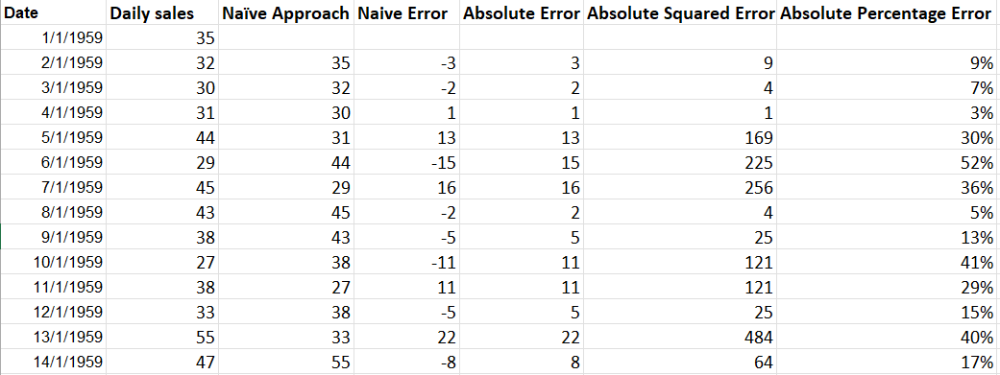 Date Daily sales Naïve Approach Naive Error Absolute Error Absolute Squared Error Absolute Percentage Error
1/1/1959 35
2/1/1959 32 35 -3 3 9 9%
3/1/1959 30 32 -2 2 4 7%
4/1/1959 31 30 1 1 1 3%
5/1/1959 44 31 13 13 169 30%
6/1/1959 29 44 -15 15 225 52%
7/1/1959 45 29 16 16 256 36%
8/1/1959 43 45 -2 2 4 5%
9/1/1959 38 43 -5 5 25 13%
10/1/1959 27 38 -11 11 121 41%
11/1/1959 38 27 11 11 121 29%
12/1/1959 33 38 -5 5 25 15%
13/1/1959 55 33 22 22 484 40%
14/1/1959 47 55 -8 8 64 17%